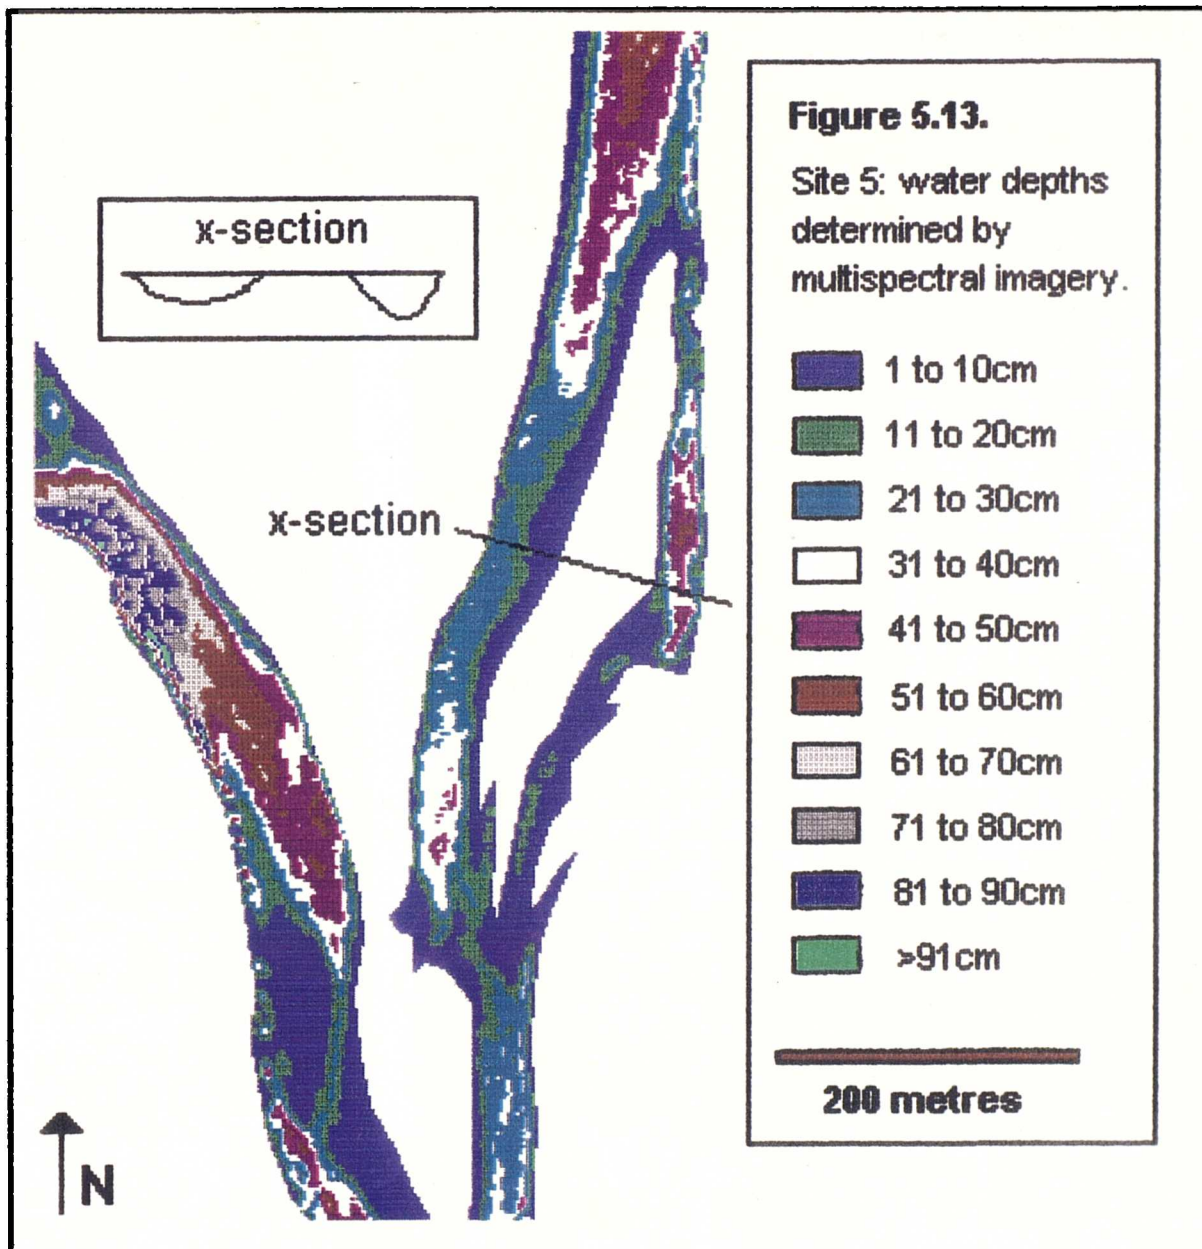 x-section
x-section
N
Figure 5.13.
Site 5: water depths
determined by
multispectral imagery.
1 to 10cm
11 to 20cm
21 to 30cm
31 to 40cm
41 to 50cm
51 to 60cm
61 to 70cm
71 to 80cm
81 to 90cm
>91cm
200 metres